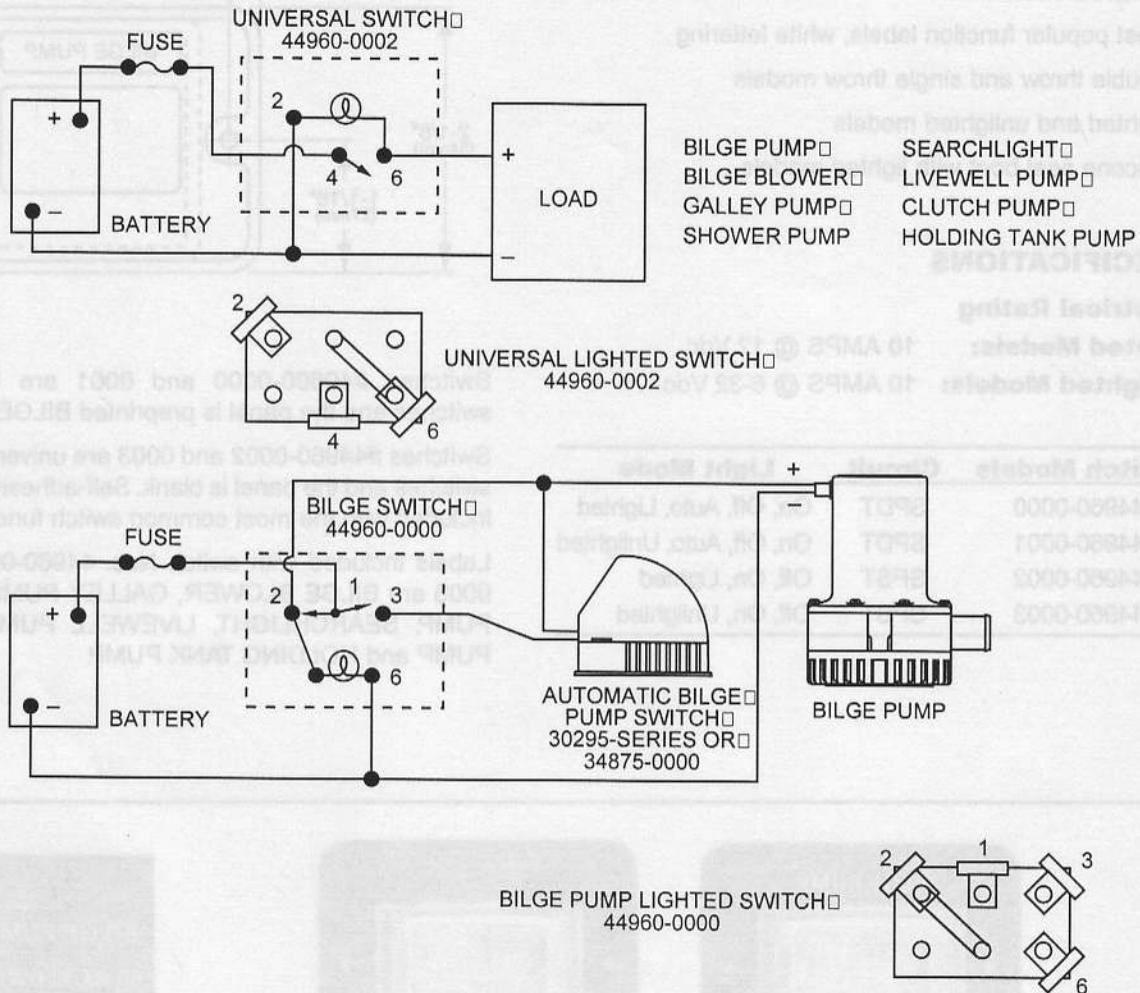 UNIVERSAL SWITCH□
44960-0002
FUSE
+
−
BATTERY
2
4
6
+
LOAD
−
BILGE PUMP□
BILGE BLOWER□
GALLEY PUMP□
SHOWER PUMP
SEARCHLIGHT□
LIVEWELL PUMP□
CLUTCH PUMP□
HOLDING TANK PUMP
2
4
6
UNIVERSAL LIGHTED SWITCH□
44960-0002
BILGE SWITCH□
44960-0000
FUSE
+
−
BATTERY
2
1
3
6
AUTOMATIC BILGE□
PUMP SWITCH□
30295-SERIES OR□
34875-0000
+
−
BILGE PUMP
BILGE PUMP LIGHTED SWITCH□
44960-0000
2
1
3
6